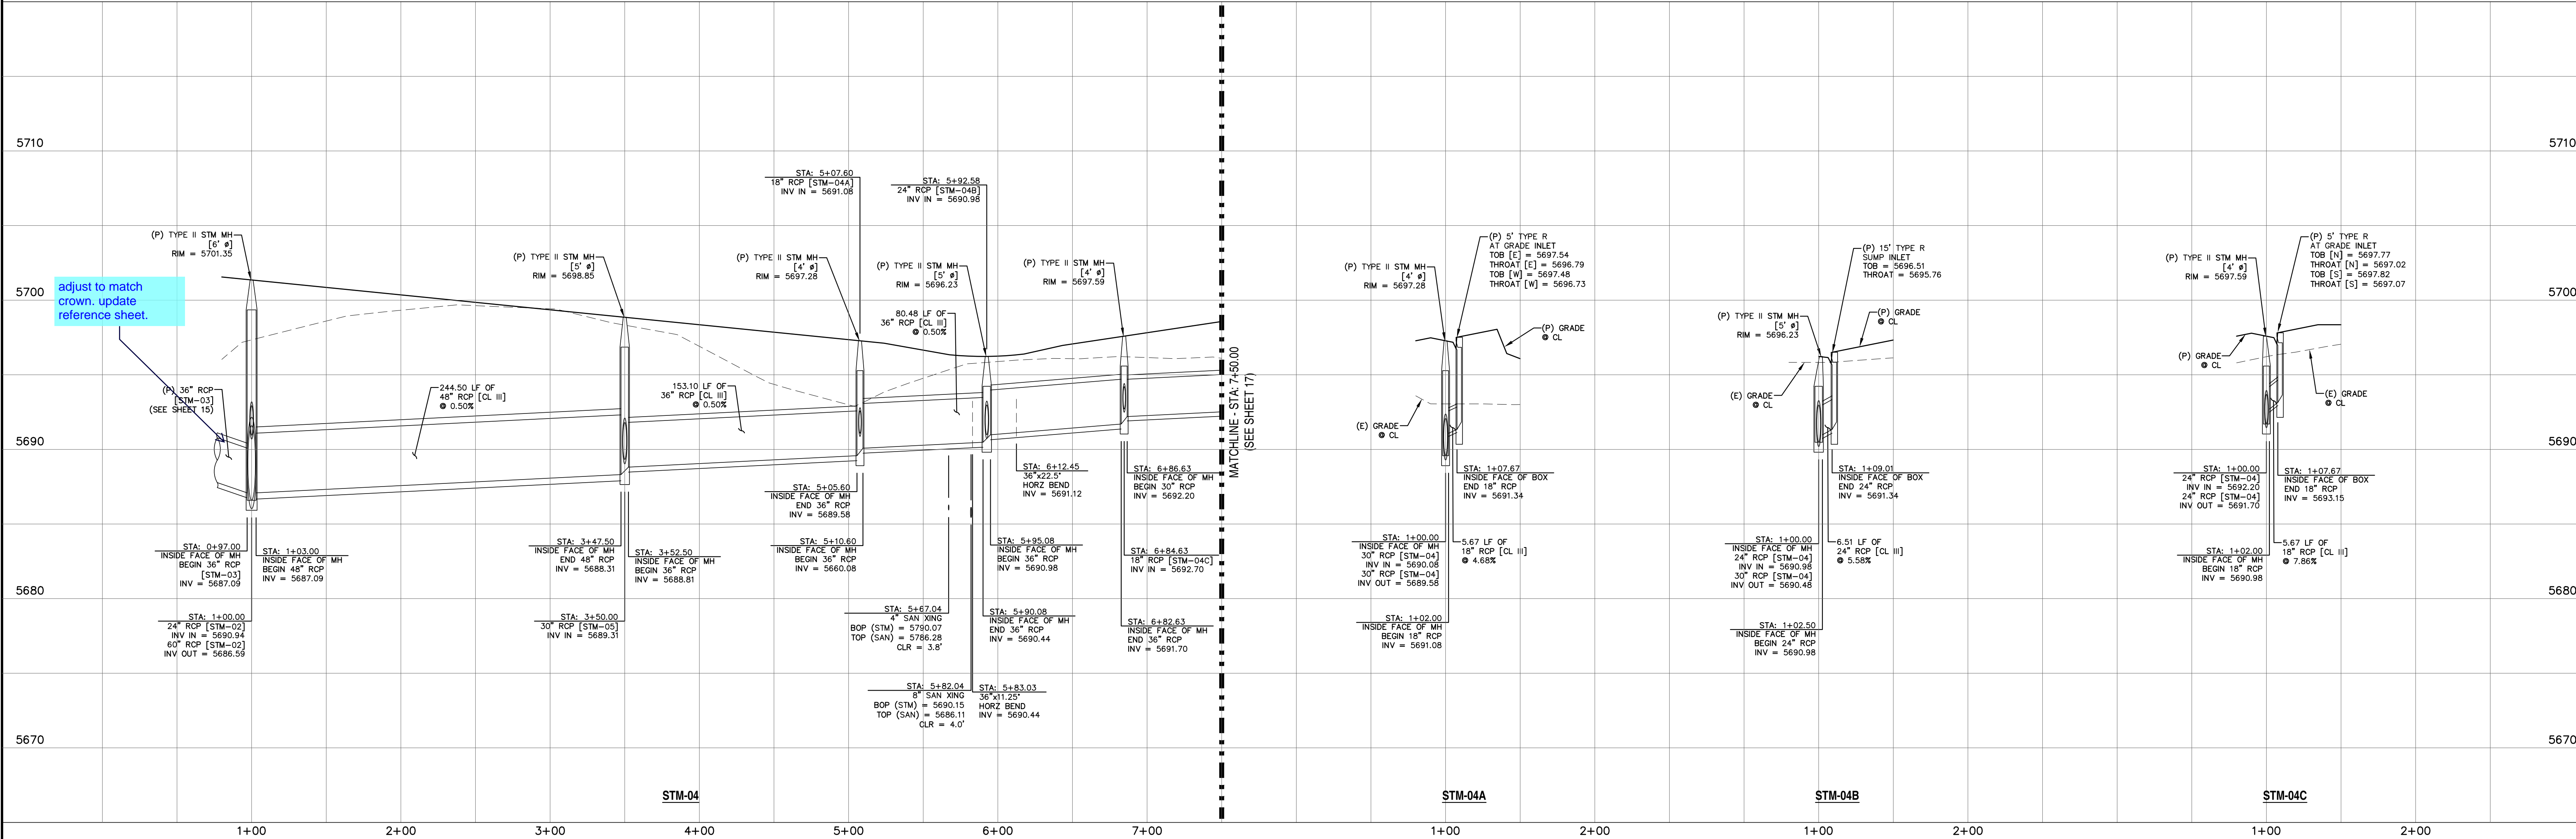 5710
5700
5690
5680
5670
5710
5700
5690
5680
5670
adjust to match
crown. update
reference sheet.
(P) TYPE II STM MH
[6' ø]
RIM = 5701.35
(P) 36" RCP
[STM-03]
(SEE SHEET 15)
244.50 LF OF
48" RCP [CL III]
@ 0.50%
STA: 0+97.00
INSIDE FACE OF MH
BEGIN 36" RCP
[STM-03]
INV = 5687.09
STA: 1+03.00
INSIDE FACE OF MH
BEGIN 48" RCP
INV = 5687.09
STA: 1+00.00
24" RCP [STM-02]
INV IN = 5690.94
60" RCP [STM-02]
INV OUT = 5686.59
(P) TYPE II STM MH
[5' ø]
RIM = 5698.85
153.10 LF OF
36" RCP [CL III]
@ 0.50%
STA: 3+47.50
INSIDE FACE OF MH
END 48" RCP
INV = 5688.31
STA: 3+52.50
INSIDE FACE OF MH
BEGIN 36" RCP
INV = 5688.81
STA: 3+50.00
30" RCP [STM-05]
INV IN = 5689.31
STA: 5+07.60
18" RCP [STM-04A]
INV IN = 5691.08
(P) TYPE II STM MH
[4' ø]
RIM = 5697.28
STA: 5+05.60
INSIDE FACE OF MH
END 36" RCP
INV = 5689.58
STA: 5+10.60
INSIDE FACE OF MH
BEGIN 36" RCP
INV = 5660.08
STA: 5+92.58
24" RCP [STM-04B]
INV IN = 5690.98
(P) TYPE II STM MH
[5' ø]
RIM = 5696.23
80.48 LF OF
36" RCP [CL III]
@ 0.50%
STA: 5+67.04
4" SAN XING
BOP (STM) = 5790.07
TOP (SAN) = 5786.28
CLR = 3.8'
STA: 5+82.04
8" SAN XING
BOP (STM) = 5690.15
TOP (SAN) = 5686.11
CLR = 4.0'
STA: 5+83.03
36"x11.25°
HORZ BEND
INV = 5690.44
STA: 5+90.08
INSIDE FACE OF MH
END 36" RCP
INV = 5690.44
STA: 5+95.08
INSIDE FACE OF MH
BEGIN 36" RCP
INV = 5690.98
STA: 6+12.45
36"x22.5°
HORZ BEND
INV = 5691.12
(P) TYPE II STM MH
[4' ø]
RIM = 5697.59
STA: 6+86.63
INSIDE FACE OF MH
BEGIN 30" RCP
INV = 5692.20
STA: 6+84.63
18" RCP [STM-04C]
INV IN = 5692.70
STA: 6+82.63
INSIDE FACE OF MH
END 36" RCP
INV = 5691.70
MATCHLINE - STA: 7+50.00
(SEE SHEET 17)
(P) TYPE II STM MH
[4' ø]
RIM = 5697.28
(P) 5' TYPE R
AT GRADE INLET
TOB [E] = 5697.54
THROAT [E] = 5696.79
TOB [W] = 5697.48
THROAT [W] = 5696.73
(P) GRADE
@ CL
(E) GRADE
@ CL
STA: 1+07.67
INSIDE FACE OF BOX
END 18" RCP
INV = 5691.34
STA: 1+00.00
INSIDE FACE OF MH
30" RCP [STM-04]
INV IN = 5690.08
30" RCP [STM-04]
INV OUT = 5689.58
5.67 LF OF
18" RCP [CL III]
@ 4.68%
STA: 1+02.00
INSIDE FACE OF MH
BEGIN 18" RCP
INV = 5691.08
(P) TYPE II STM MH
[5' ø]
RIM = 5696.23
(P) 15' TYPE R
SUMP INLET
TOB = 5696.51
THROAT = 5695.76
(P) GRADE
@ CL
(E) GRADE
@ CL
STA: 1+09.01
INSIDE FACE OF BOX
END 24" RCP
INV = 5691.34
STA: 1+00.00
INSIDE FACE OF MH
24" RCP [STM-04]
INV IN = 5690.98
30" RCP [STM-04]
INV OUT = 5690.48
6.51 LF OF
24" RCP [CL III]
@ 5.58%
STA: 1+02.50
INSIDE FACE OF MH
BEGIN 24" RCP
INV = 5690.98
(P) TYPE II STM MH
[4' ø]
RIM = 5697.59
(P) 5' TYPE R
AT GRADE INLET
TOB [N] = 5697.77
THROAT [N] = 5697.02
TOB [S] = 5697.82
THROAT [S] = 5697.07
(P) GRADE
@ CL
(E) GRADE
@ CL
STA: 1+00.00
24" RCP [STM-04]
INV IN = 5692.20
24" RCP [STM-04]
INV OUT = 5691.70
STA: 1+07.67
INSIDE FACE OF BOX
END 18" RCP
INV = 5693.15
STA: 1+02.00
INSIDE FACE OF MH
BEGIN 18" RCP
INV = 5690.98
5.67 LF OF
18" RCP [CL III]
@ 7.86%
STM-04
STM-04A
STM-04B
STM-04C
1+00
2+00
3+00
4+00
5+00
6+00
7+00
1+00
2+00
1+00
2+00
1+00
2+00